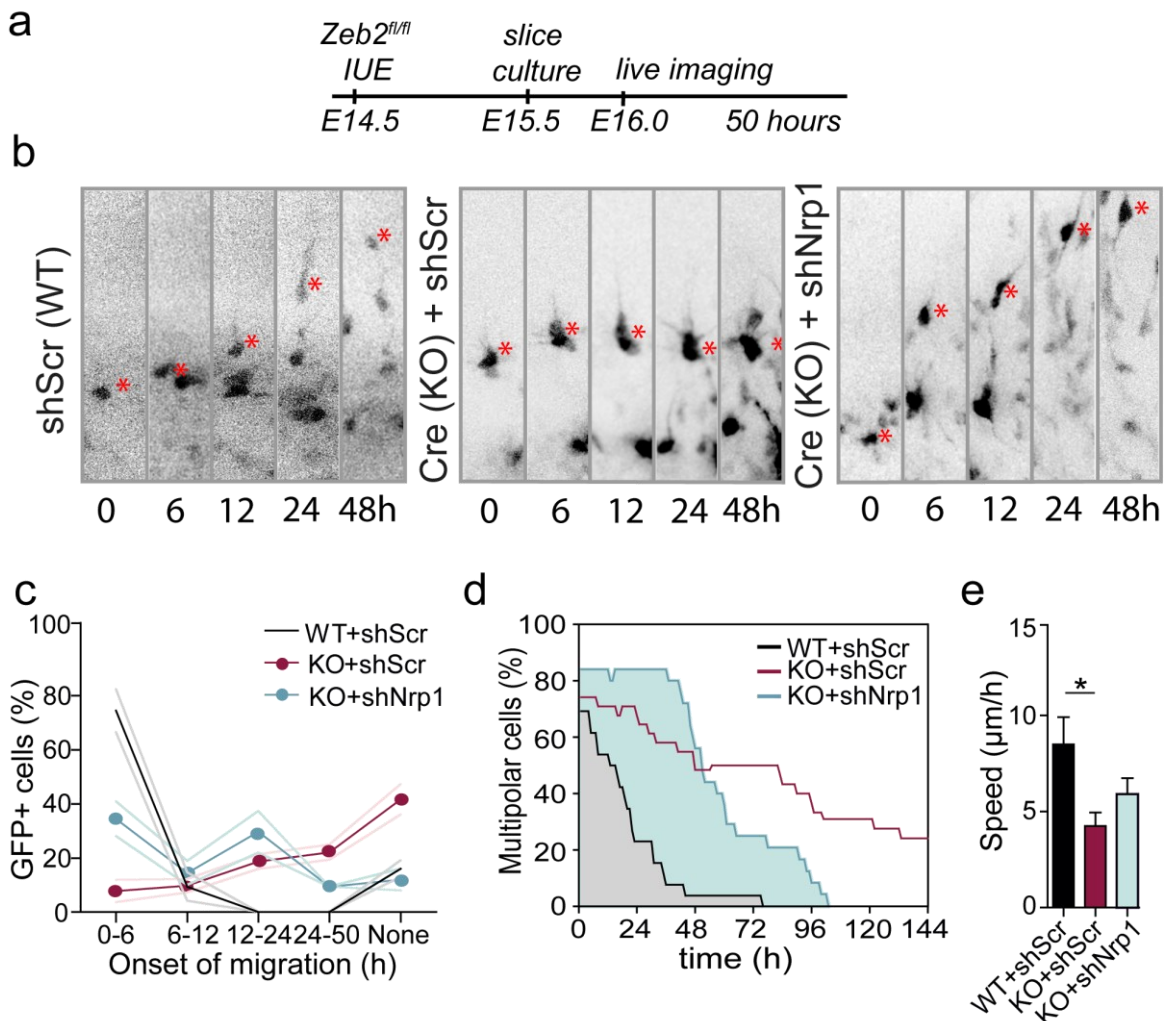 a
Zeb2fl/fl
IUE
slice
culture
live imaging
E14.5
E15.5
E16.0
50 hours
b
shScr (WT)
* * * * *
0 6 12 24 48h
Cre (KO) + shScr
* * * * *
0 6 12 24 48h
Cre (KO) + shNrp1
* * * * *
0 6 12 24 48h
c
GFP+ cells (%)
100
80
60
40
20
0
WT+shScr
KO+shScr
KO+shNrp1
0-6 6-12 12-24 24-50 None
Onset of migration (h)
d
Multipolar cells (%)
100
80
60
40
20
0
WT+shScr
KO+shScr
KO+shNrp1
0 24 48 72 96 120 144
time (h)
e
Speed (µm/h)
15
10
5
0
*
WT+shScr
KO+shScr
KO+shNrp1